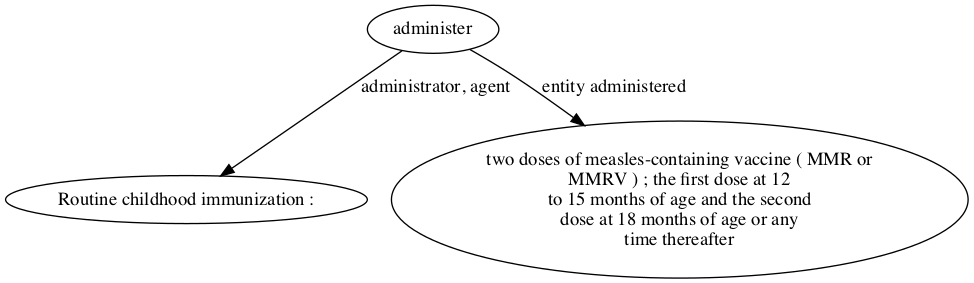 administer
administrator, agent
entity administered
Routine childhood immunization :
two doses of measles-containing vaccine ( MMR or
MMRV ) ; the first dose at 12
to 15 months of age and the second
dose at 18 months of age or any
time thereafter